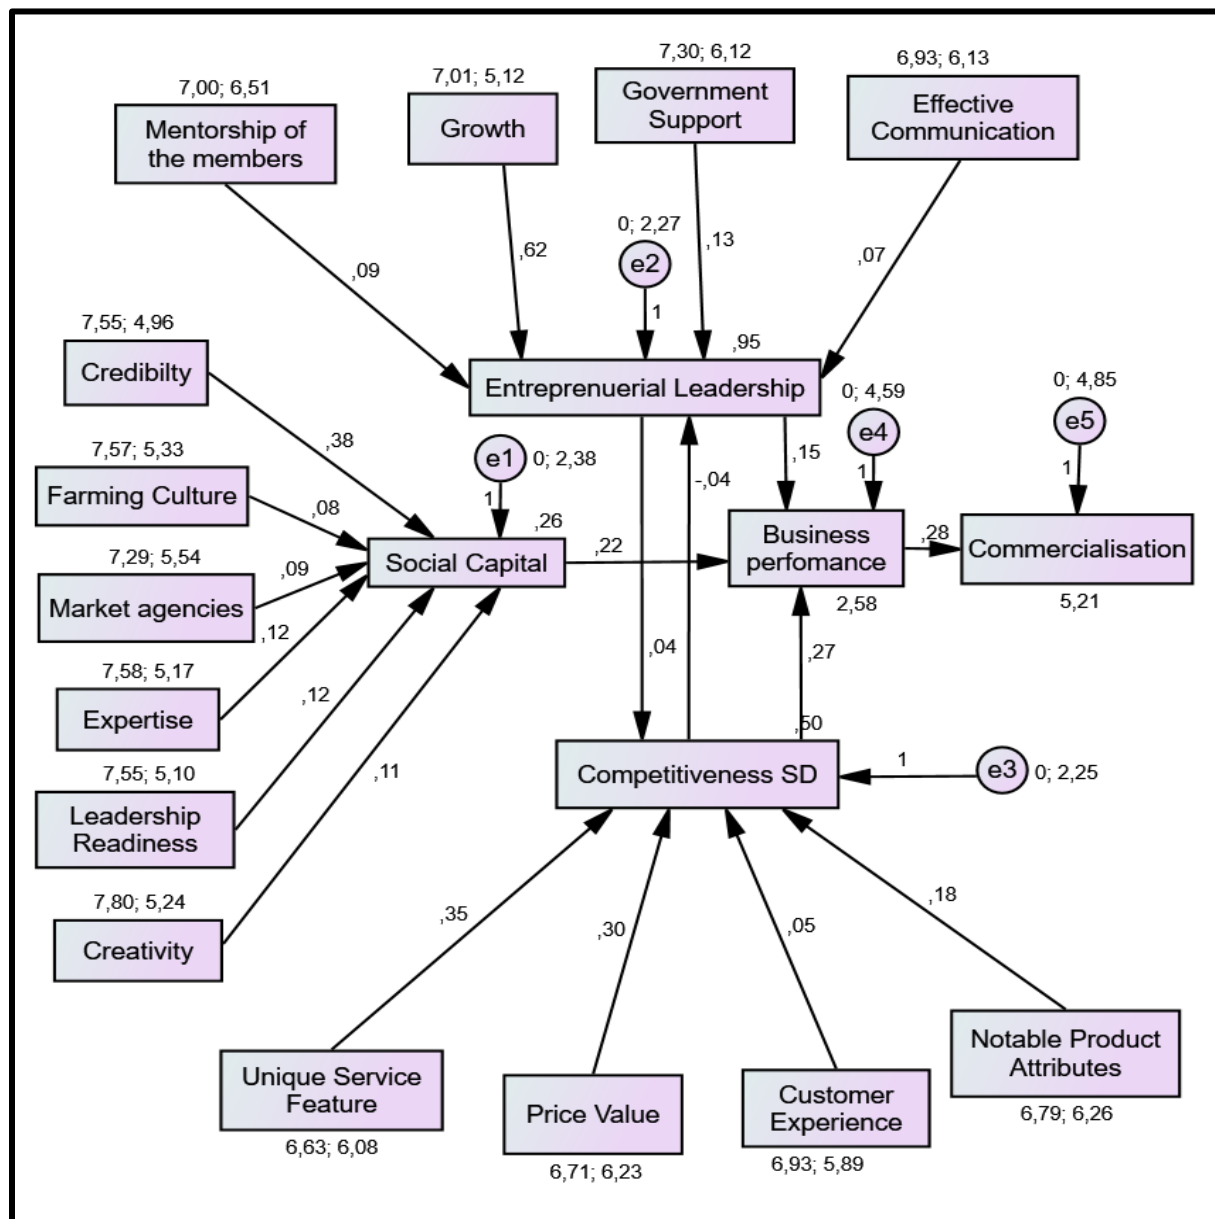 7,30; 6,12
6,93; 6,13
7,00; 6,51
7,01; 5,12
Government
Support
Effective
Communication
Mentorship of
the members
Growth
0; 2,27
,13
,62
e2
,07
,09
1
7,55; 4,96
,95
Credibilty
Entreprenuerial Leadership
0; 4,59
0; 4,85
e4
e5
,38
7,57; 5,33
e1
0; 2,38
,15
1
1
Farming Culture
-,04
1
,08
,26
Business
perfomance
Social Capital
,22
,28
Commercialisation
7,29; 5,54
,09
Market agencies
2,58
5,21
,12
,04
,27
7,58; 5,17
Expertise
,12
,50
7,55; 5,10
,11
Competitiveness SD
1
e3
0; 2,25
Leadership
Readiness
7,80; 5,24
Creativity
,35
,30
,05
,18
Notable Product
Attributes
Unique Service
Feature
Price Value
Customer
Experience
6,79; 6,26
6,63; 6,08
6,71; 6,23
6,93; 5,89